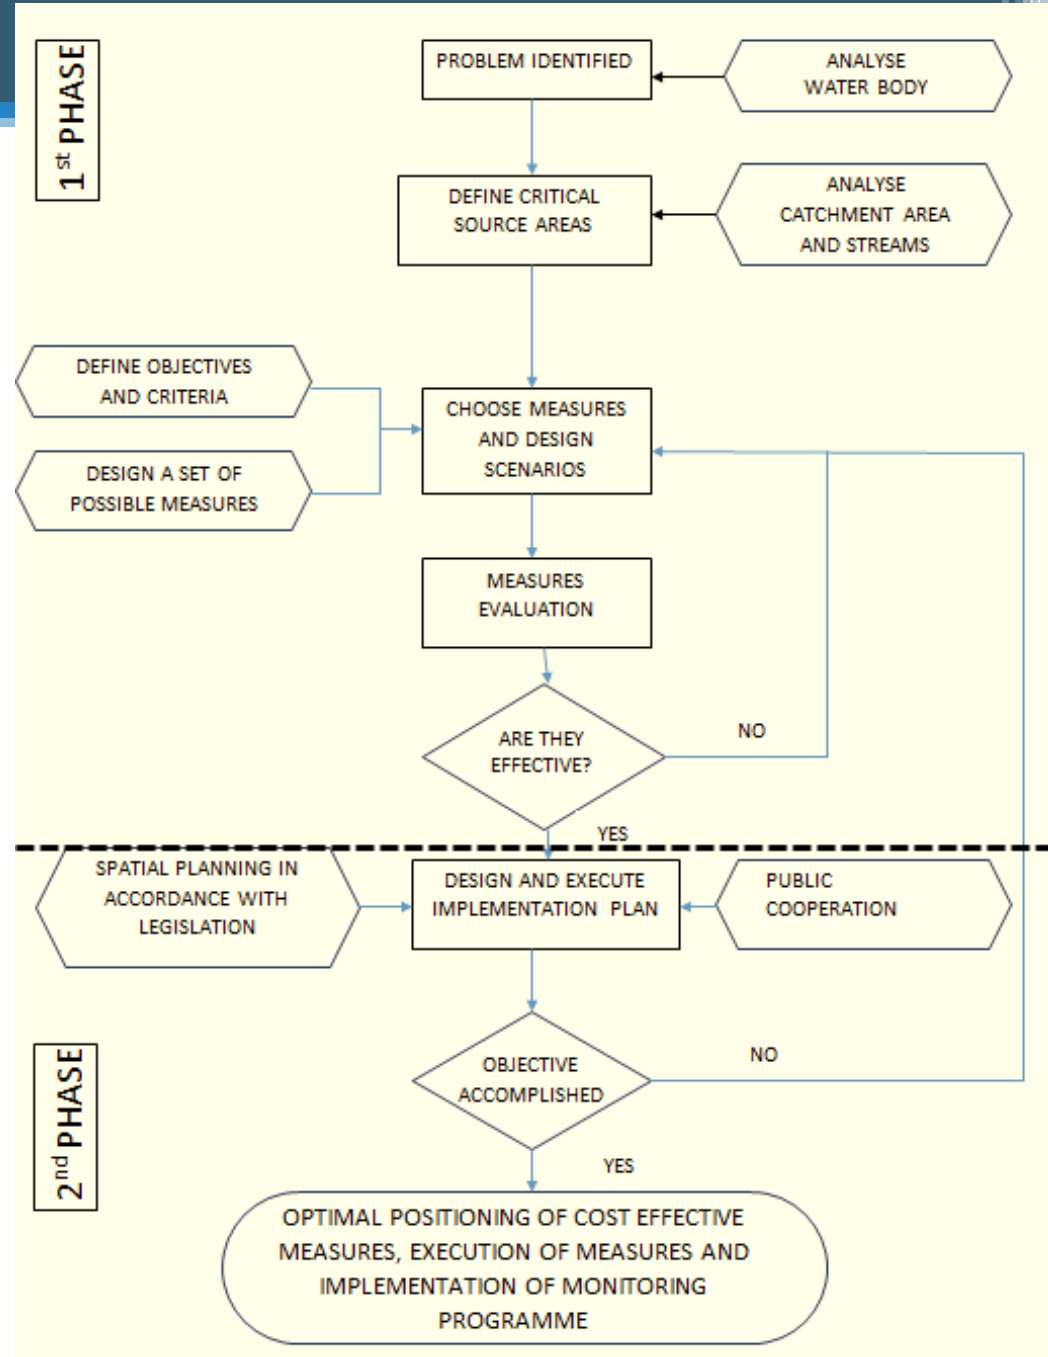 1st PHASE
PROBLEM IDENTIFIED
ANALYSE
WATER BODY
DEFINE CRITICAL
SOURCE AREAS
ANALYSE
CATCHMENT AREA
AND STREAMS
DEFINE OBJECTIVES
AND CRITERIA
DESIGN A SET OF
POSSIBLE MEASURES
CHOOSE MEASURES
AND DESIGN
SCENARIOS
MEASURES
EVALUATION
ARE THEY
EFFECTIVE?
NO
YES
SPATIAL PLANNING IN
ACCORDANCE WITH
LEGISLATION
DESIGN AND EXECUTE
IMPLEMENTATION PLAN
PUBLIC
COOPERATION
2nd PHASE
OBJECTIVE
ACCOMPLISHED
NO
YES
OPTIMAL POSITIONING OF COST EFFECTIVE
MEASURES, EXECUTION OF MEASURES AND
IMPLEMENTATION OF MONITORING
PROGRAMME